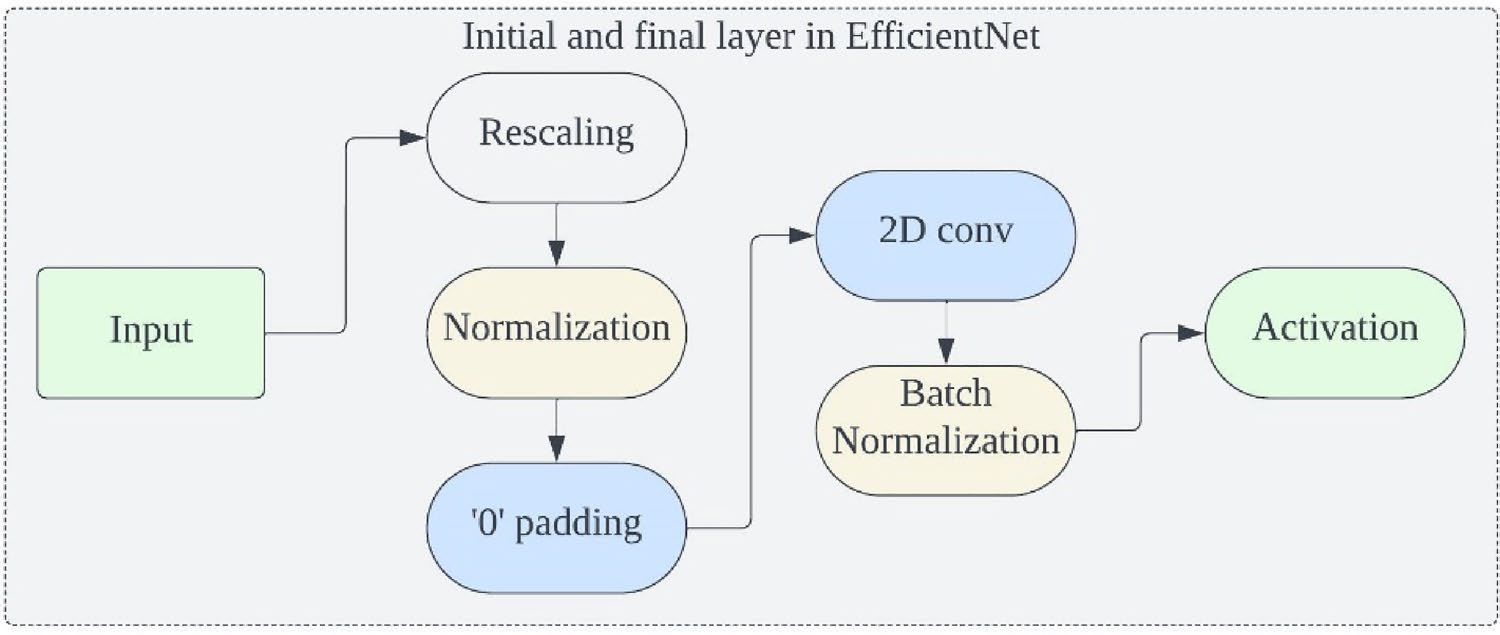 Initial and final layer in EfficientNet
Input
Rescaling
Normalization
'0' padding
2D conv
Batch
Normalization
Activation